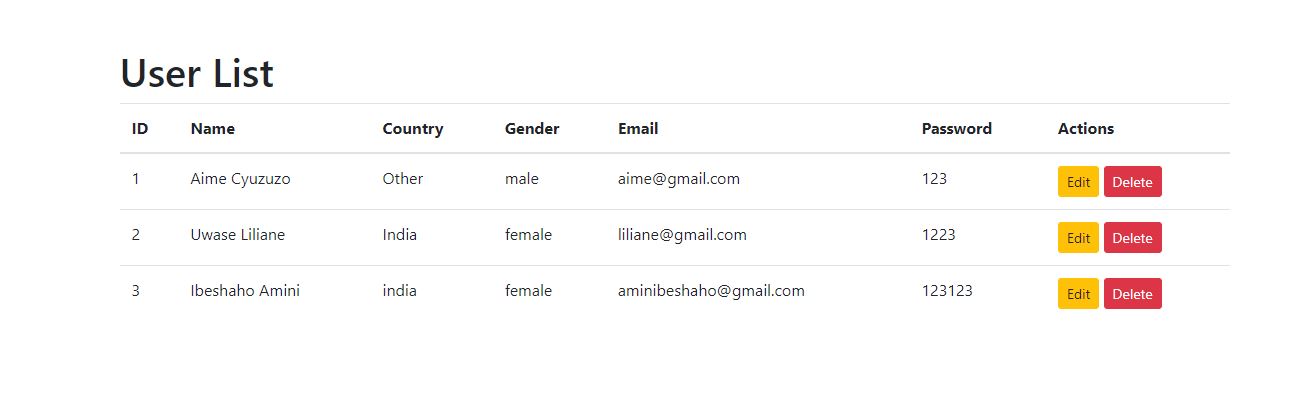 User List
ID Name Country Gender Email Password Actions
1 Aime Cyuzuzo Other male aime@gmail.com 123 Edit Delete
2 Uwase Liliane India female liliane@gmail.com 1223 Edit Delete
3 Ibeshaho Amini india female aminibeshaho@gmail.com 123123 Edit Delete